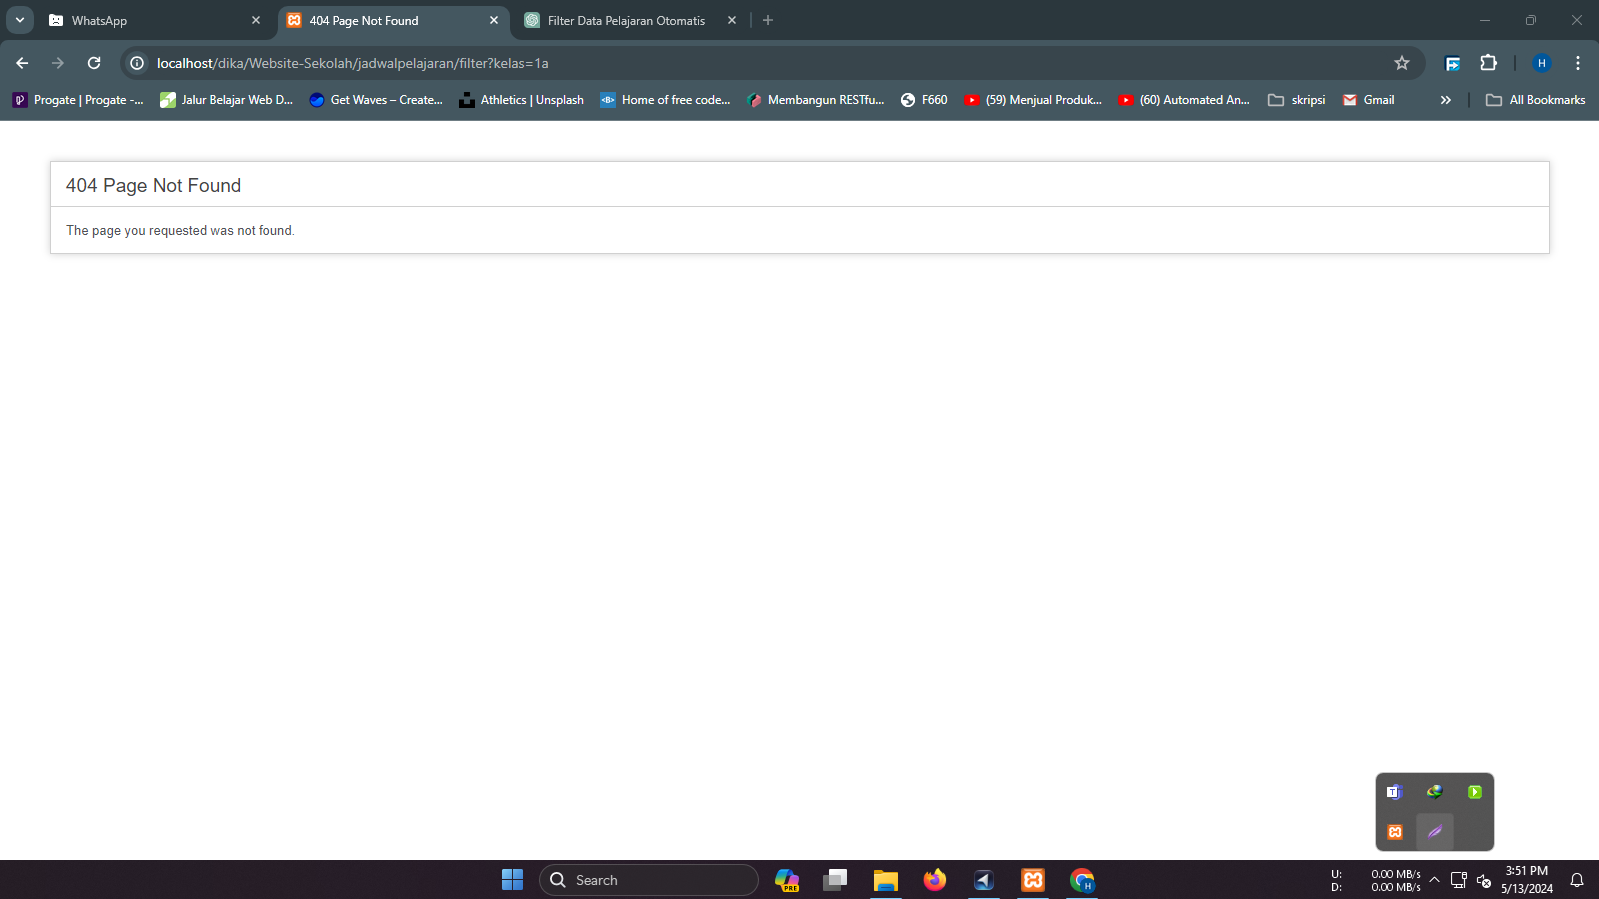 WhatsApp
404 Page Not Found
Filter Data Pelajaran Otomatis
localhost/dika/Website-Sekolah/jadwalpelajaran/filter?kelas=1a
H
Progate | Progate -...
Jalur Belajar Web D...
Get Waves – Create...
Athletics | Unsplash
Home of free code...
Membangun RESTfu...
F660
(59) Menjual Produk...
(60) Automated An...
skripsi
Gmail
All Bookmarks
404 Page Not Found
The page you requested was not found.
Search
PRE
H
U: 0.00 MB/s
D: 0.00 MB/s
3:51 PM
5/13/2024